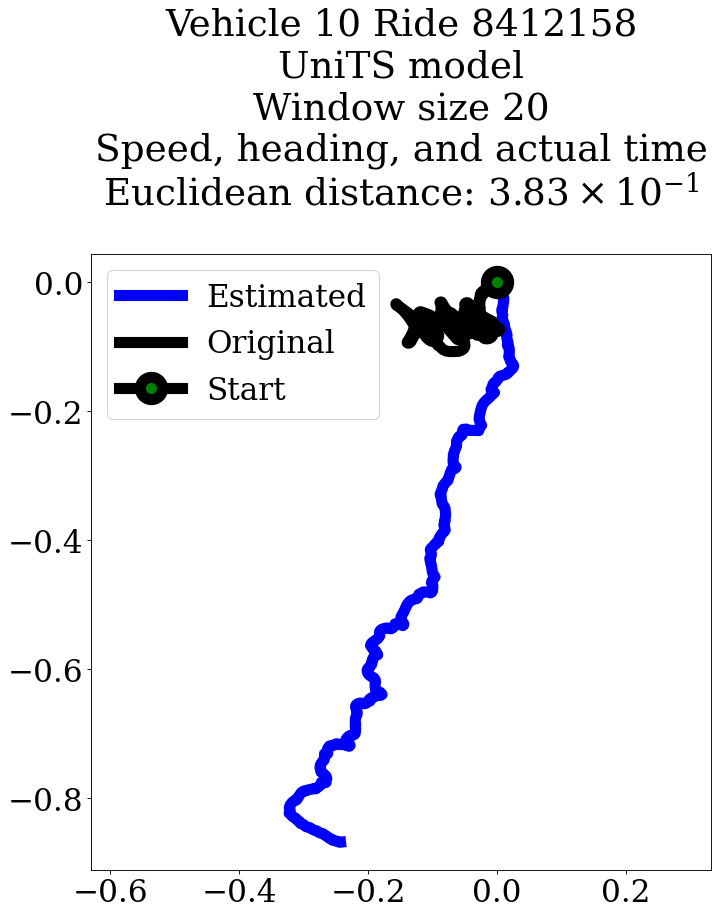 Vehicle 10 Ride 8412158
UniTS model
Window size 20
Speed, heading, and actual time
Euclidean distance: 3.83 × 10⁻¹
Estimated
Original
Start
0.0
−0.2
−0.4
−0.6
−0.8
−0.6 −0.4 −0.2 0.0 0.2